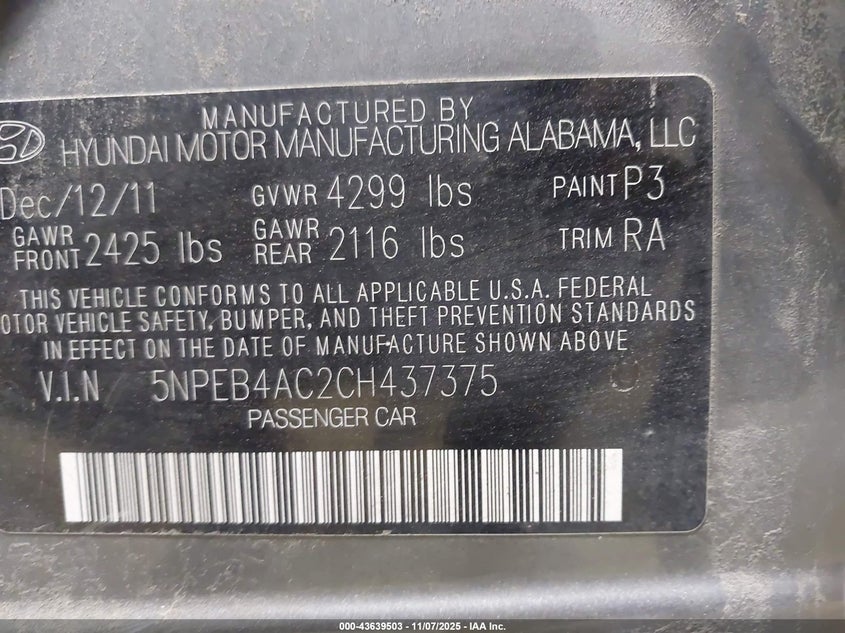 MANUFACTURED BY
HYUNDAI MOTOR MANUFACTURING ALABAMA, LLC
Dec/12/11 GVWR 4299 lbs PAINT P3
GAWR FRONT 2425 lbs GAWR REAR 2116 lbs TRIM RA
THIS VEHICLE CONFORMS TO ALL APPLICABLE U.S.A. FEDERAL
OTOR VEHICLE SAFETY, BUMPER, AND THEFT PREVENTION STANDARDS
IN EFFECT ON THE DATE OF MANUFACTURE SHOWN ABOVE
V.I.N 5NPEB4AC2CH437375
PASSENGER CAR
000-43639503 - 11/07/2025 - IAA Inc.